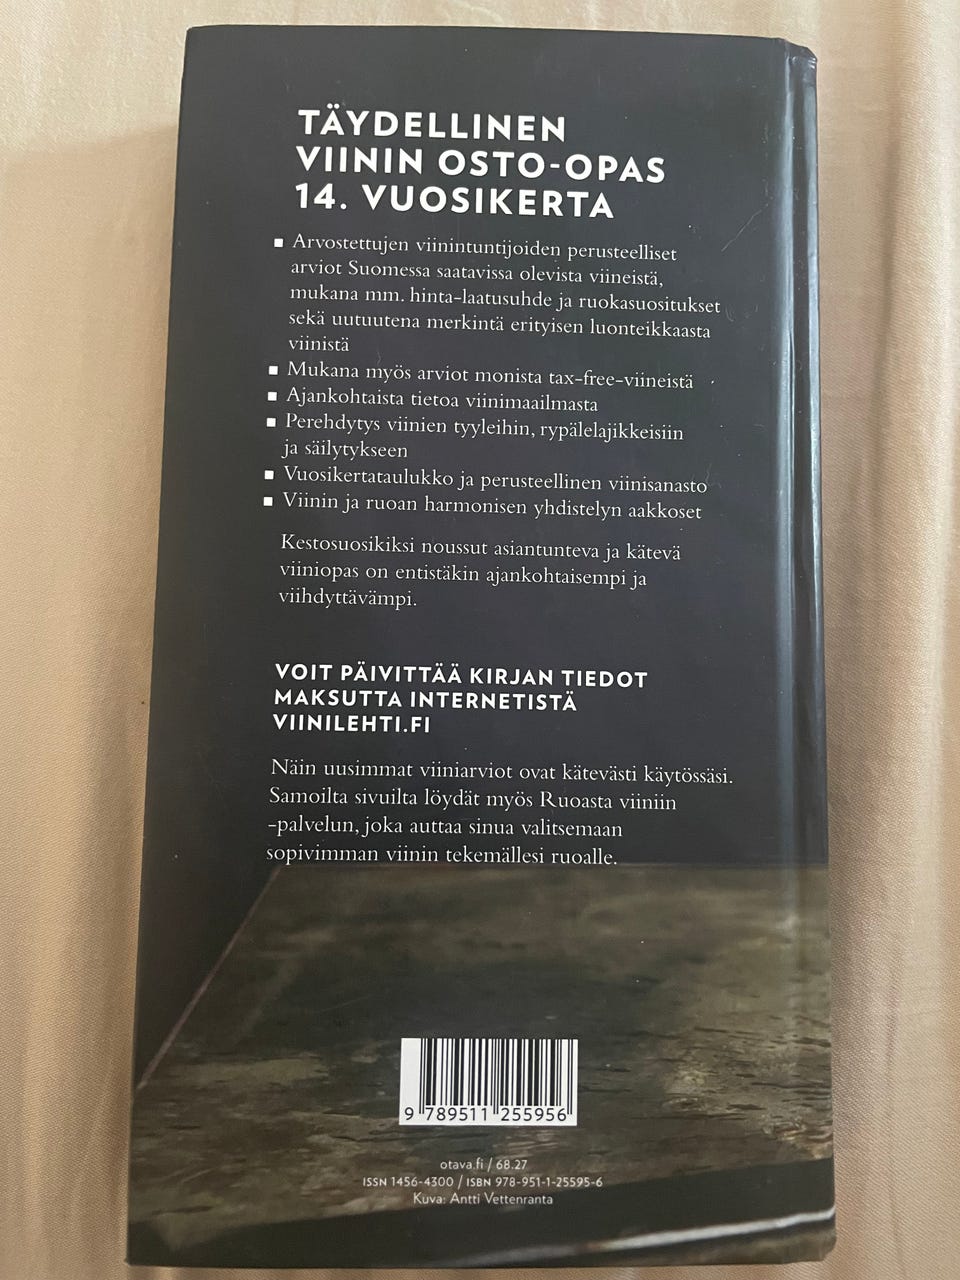 TÄYDELLINEN
VIININ OSTO-OPAS
14. VUOSIKERTA
▪ Arvostettujen viinintuntijoiden perusteelliset
arviot Suomessa saatavissa olevista viineistä,
mukana mm. hinta-laatusuhde ja ruokasuositukset
sekä uutuutena merkintä erityisen luonteikkaasta
viinistä
▪ Mukana myös arviot monista tax-free-viineistä
▪ Ajankohtaista tietoa viinimaailmasta
▪ Perehdytys viinien tyyleihin, rypälelajikkeisiin
ja säilytykseen
▪ Vuosikertataulukko ja perusteellinen viinisanasto
▪ Viinin ja ruoan harmonisen yhdistelyn aakkoset
Kestosuosikiksi noussut asiantunteva ja kätevä
viiniopas on entistäkin ajankohtaisempi ja
viihdyttävämpi.
VOIT PÄIVITTÄÄ KIRJAN TIEDOT
MAKSUTTA INTERNETISTÄ
VIINILEHTI.FI
Näin uusimmat viiniarviot ovat kätevästi käytössäsi.
Samoilta sivuilta löydät myös Ruoasta viiniin
-palvelun, joka auttaa sinua valitsemaan
sopivimman viinin tekemällesi ruoalle.
9 789511 255956
otava.fi / 68.27
ISSN 1456-4300 / ISBN 978-951-1-25595-6
Kuva: Antti Vettenranta